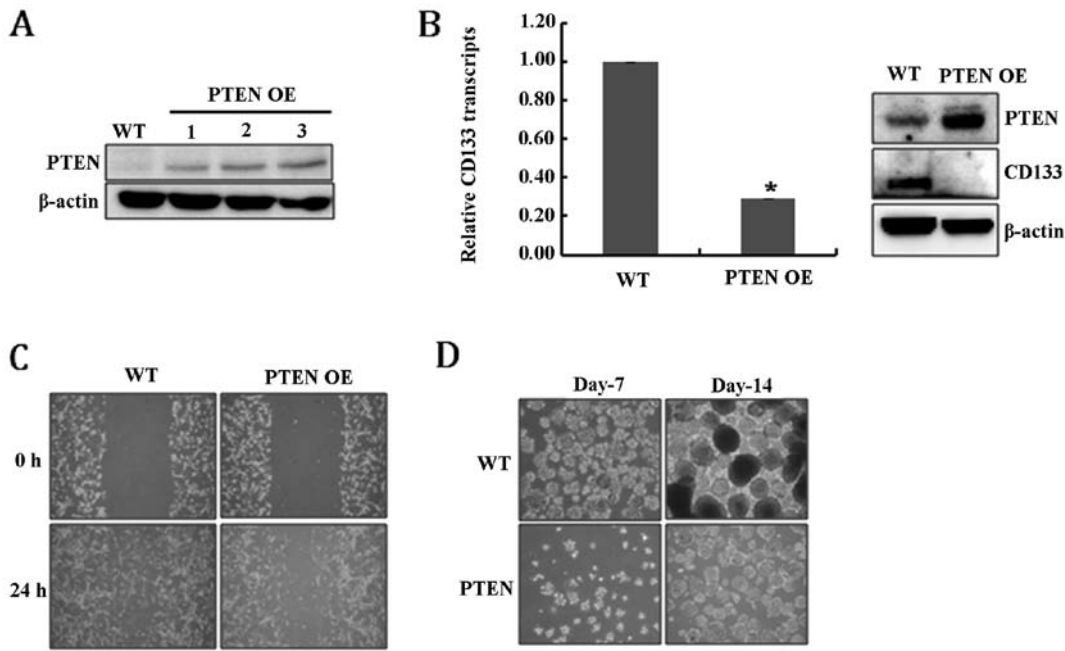 A
PTEN OE
WT 1 2 3
PTEN
β-actin
B
Relative CD133 transcripts
1.20
1.00
0.80
0.60
0.40
0.20
0.00
*
WT PTEN OE
WT PTEN OE
PTEN
CD133
β-actin
C
WT PTEN OE
0 h
24 h
D
Day-7 Day-14
WT
PTEN